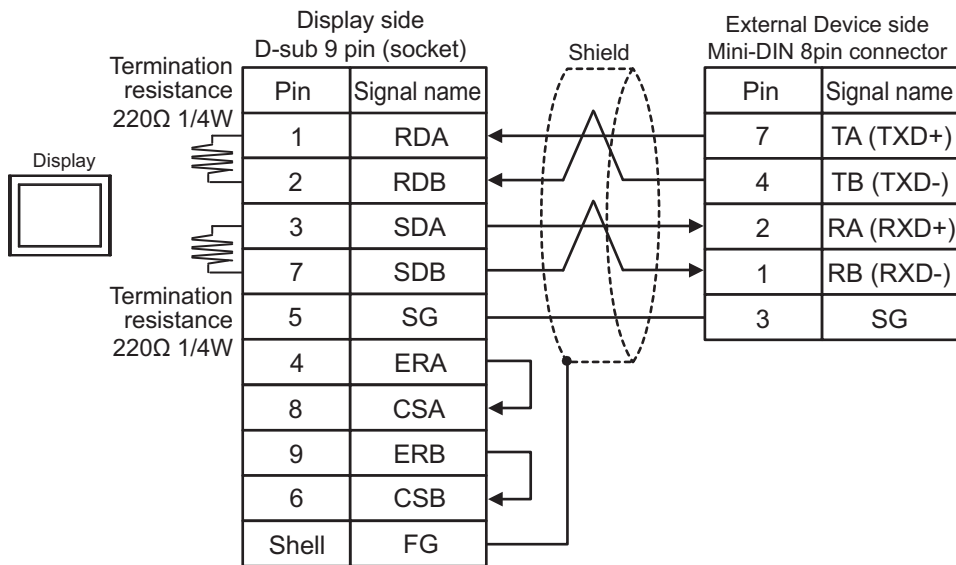 Display side
D-sub 9 pin (socket)
External Device side
Mini-DIN 8pin connector
Shield
Termination
resistance
220Ω 1/4W
Display
Termination
resistance
220Ω 1/4W
Pin Signal name
1 RDA
2 RDB
3 SDA
7 SDB
5 SG
4 ERA
8 CSA
9 ERB
6 CSB
Shell FG
Pin Signal name
7 TA (TXD+)
4 TB (TXD-)
2 RA (RXD+)
1 RB (RXD-)
3 SG